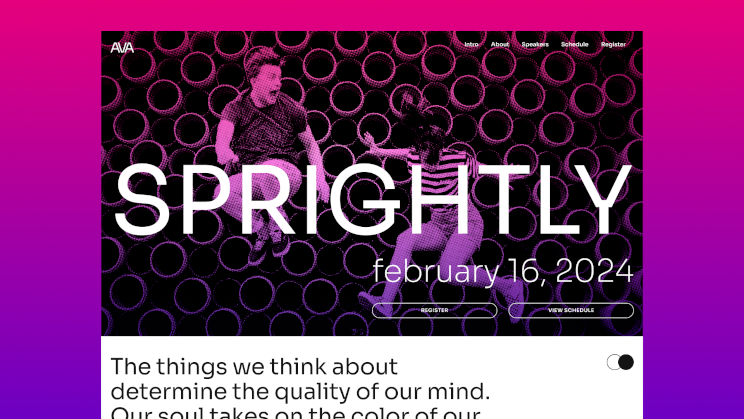 AVA
Intro About Speakers Schedule Register
SPRIGHTLY
february 16, 2024
REGISTER VIEW SCHEDULE
The things we think about
determine the quality of our mind.
Our soul takes on the color of our